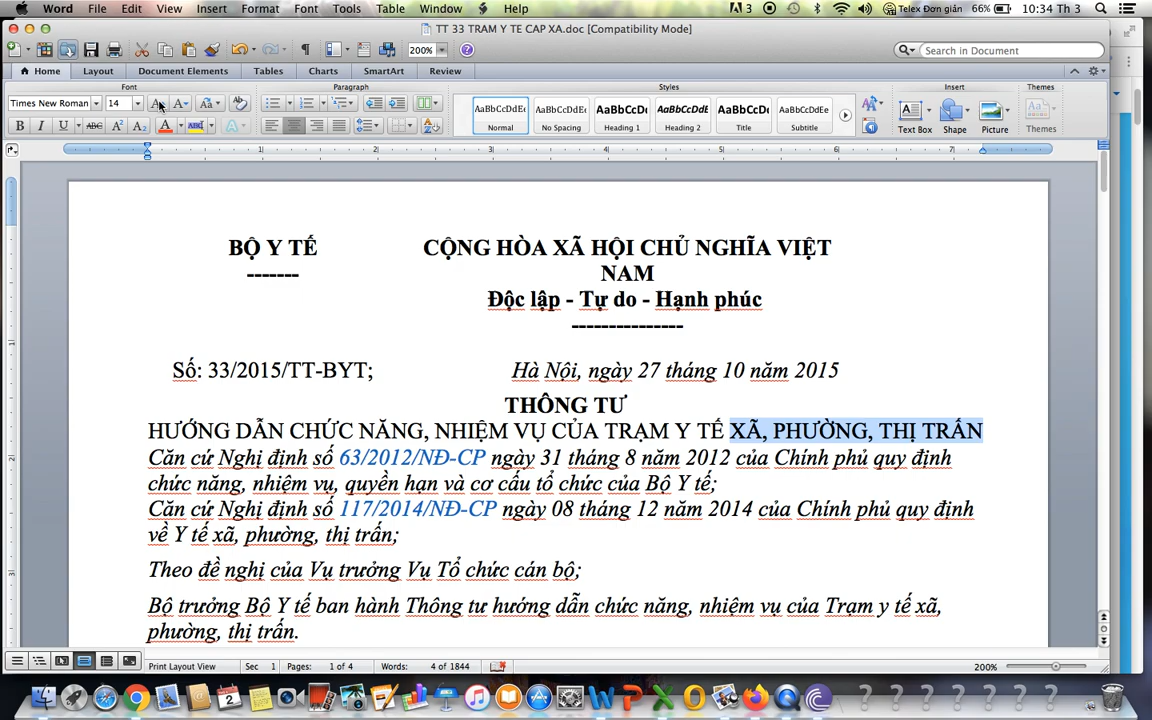 Word File Edit View Insert Format Font Tools Table Window Help 3 Telex Đơn giản 66% 10:34 Th 3
TT 33 TRAM Y TE CAP XA.doc [Compatibility Mode]
200% Search in Document
Home Layout Document Elements Tables Charts SmartArt Review
Font Paragraph Styles Insert Themes
Times New Roman 14
AaBbCcDdEe AaBbCcDdEe AaBbCcDc AaBbCcDdE AaBbCcDc AaBbCcDdEe
Normal No Spacing Heading 1 Heading 2 Title Subtitle Text Box Shape Picture Themes
1 2 3 4 5 6 7
BỘ Y TẾ
-------
CỘNG HÒA XÃ HỘI CHỦ NGHĨA VIỆT
NAM
Độc lập - Tự do - Hạnh phúc
---------------
Số: 33/2015/TT-BYT;
Hà Nội, ngày 27 tháng 10 năm 2015
THÔNG TƯ
HƯỚNG DẪN CHỨC NĂNG, NHIỆM VỤ CỦA TRẠM Y TẾ XÃ, PHƯỜNG, THỊ TRẤN
Căn cứ Nghị định số 63/2012/NĐ-CP ngày 31 tháng 8 năm 2012 của Chính phủ quy định
chức năng, nhiệm vụ, quyền hạn và cơ cấu tổ chức của Bộ Y tế;
Căn cứ Nghị định số 117/2014/NĐ-CP ngày 08 tháng 12 năm 2014 của Chính phủ quy định
về Y tế xã, phường, thị trấn;
Theo đề nghị của Vụ trưởng Vụ Tổ chức cán bộ;
Bộ trưởng Bộ Y tế ban hành Thông tư hướng dẫn chức năng, nhiệm vụ của Trạm y tế xã,
phường, thị trấn.
Print Layout View Sec 1 Pages: 1 of 4 Words: 4 of 1844 200%